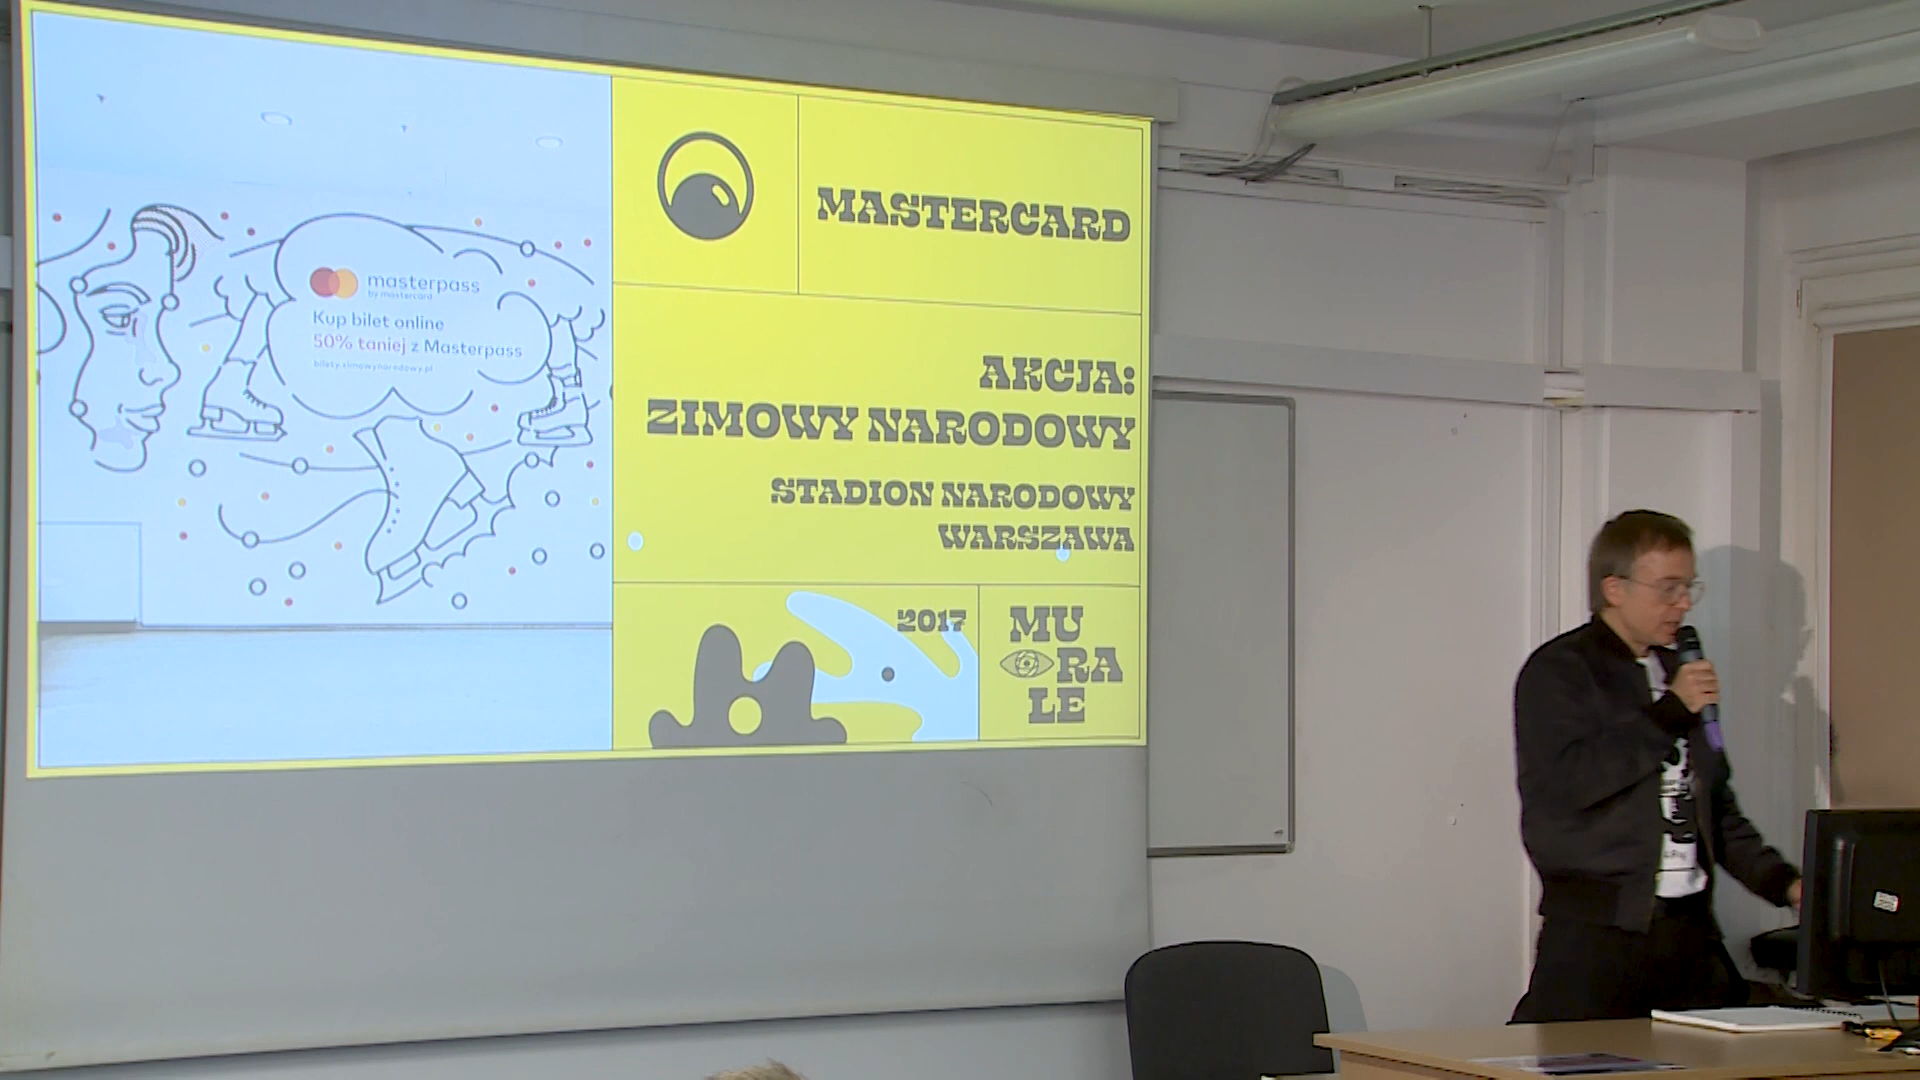 masterpass
by mastercard
Kup bilet online
50% taniej z Masterpass
bilety.zimowynarodowy.pl
MASTERCARD
AKCJA:
ZIMOWY NARODOWY
STADION NARODOWY
WARSZAWA
2017
MU
RA
LE